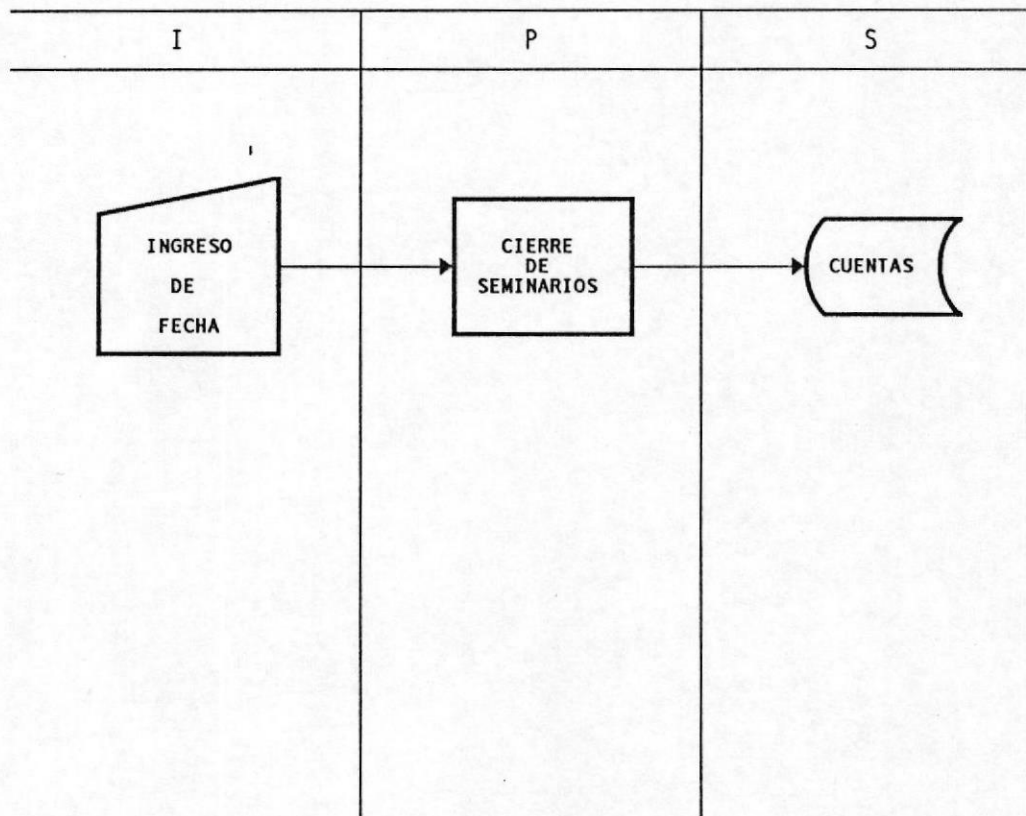 I
P
S
INGRESO
DE
FECHA
CIERRE
DE
SEMINARIOS
CUENTAS